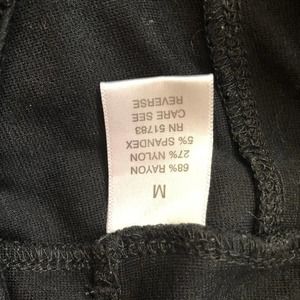 M
68% RAYON
27% NYLON
5% SPANDEX
RN 51783
CARE SEE
REVERSE